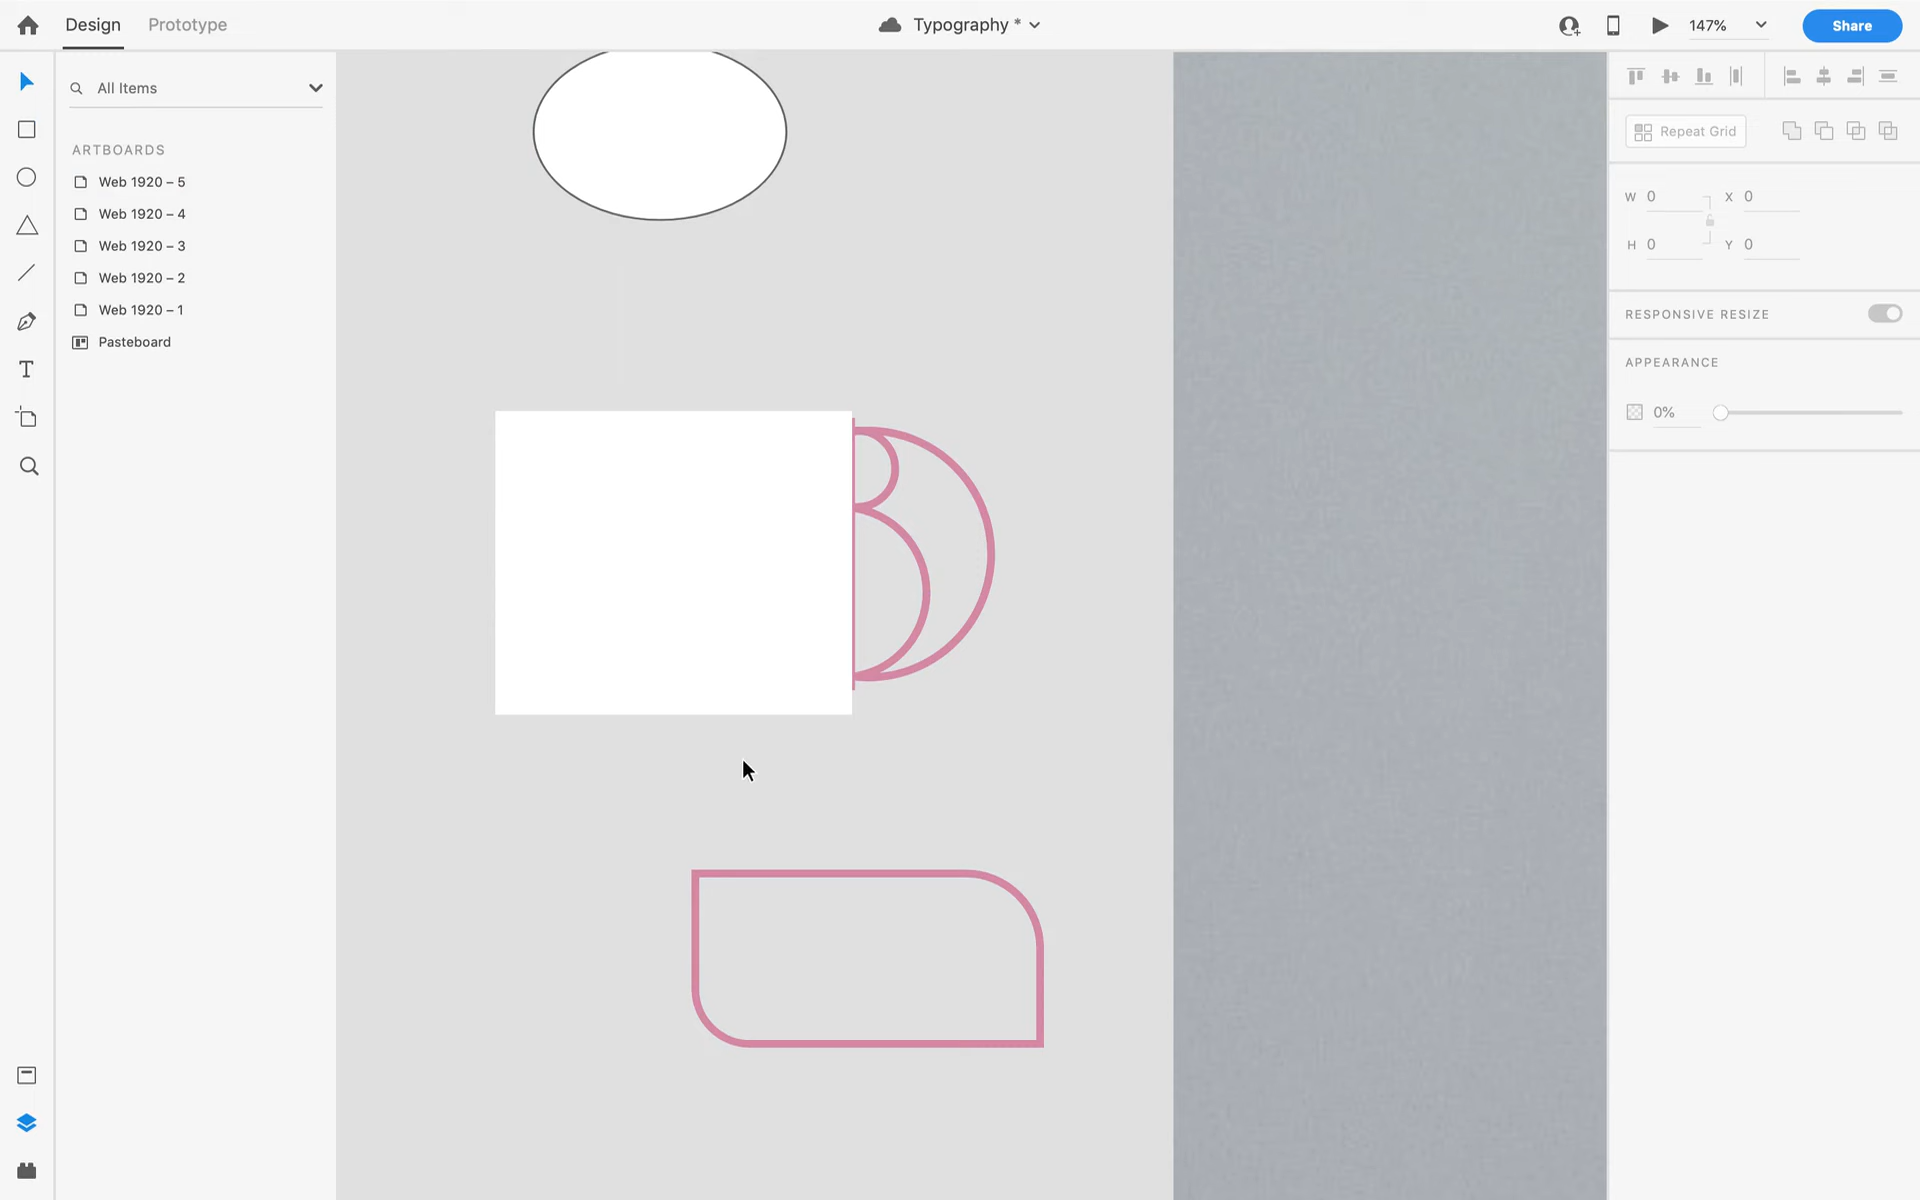 Design Prototype Typography * 147% Share
All Items
ARTBOARDS
Web 1920 – 5
Web 1920 – 4
Web 1920 – 3
Web 1920 – 2
Web 1920 – 1
Pasteboard
Repeat Grid
W 0 X 0
H 0 Y 0
RESPONSIVE RESIZE
APPEARANCE
0%